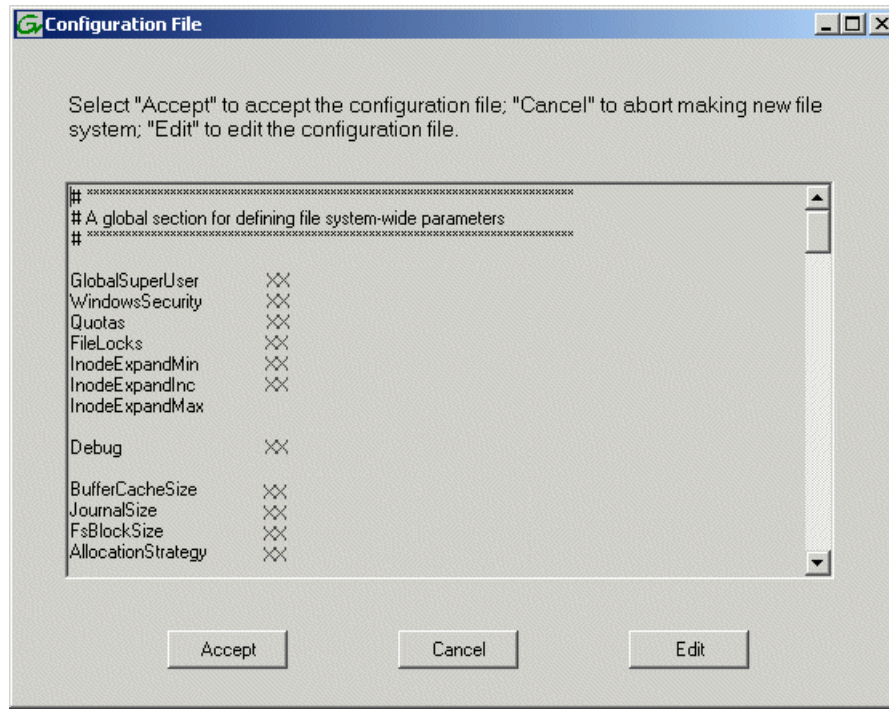 Configuration File
Select "Accept" to accept the configuration file; "Cancel" to abort making new file
system; "Edit" to edit the configuration file.
# ****************************************************************************
# A global section for defining file system-wide parameters
# ****************************************************************************
GlobalSuperUser XX
WindowsSecurity XX
Quotas XX
FileLocks XX
InodeExpandMin XX
InodeExpandInc XX
InodeExpandMax
Debug XX
BufferCacheSize XX
JournalSize XX
FsBlockSize XX
AllocationStrategy XX
Accept Cancel Edit